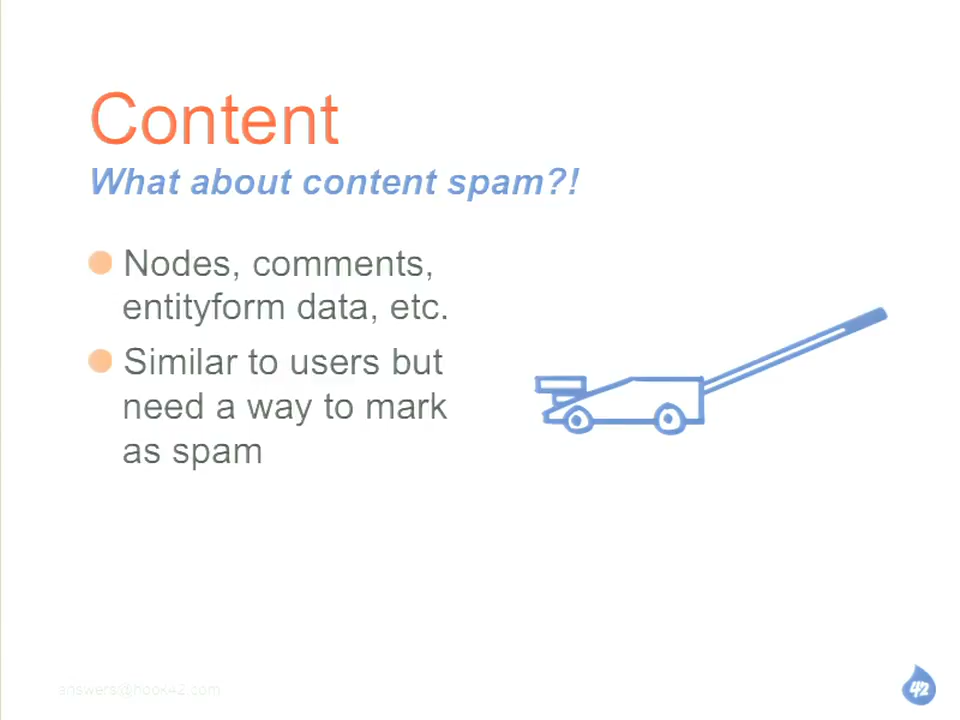 Content
What about content spam?!
Nodes, comments,
entityform data, etc.
Similar to users but
need a way to mark
as spam
answers@hook42.com
42